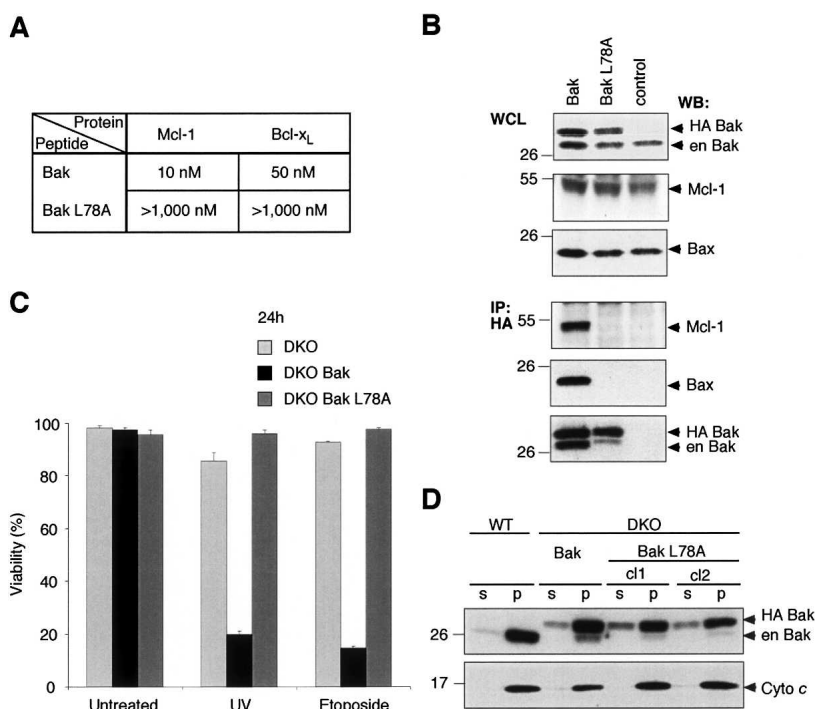 A
Protein
Peptide
Mcl-1
Bcl-xL
Bak
10 nM
50 nM
Bak L78A
>1,000 nM
>1,000 nM
B
Bak
Bak L78A
control
WCL
WB:
HA Bak
en Bak
26
55
Mcl-1
26
Bax
IP:
HA
55
Mcl-1
26
Bax
HA Bak
en Bak
26
C
24h
DKO
DKO Bak
DKO Bak L78A
Viability (%)
100
80
60
40
20
0
Untreated
UV
Etoposide
D
WT
DKO
Bak
Bak L78A
cl1
cl2
s p s p s p s p
HA Bak
26
en Bak
17
Cyto c